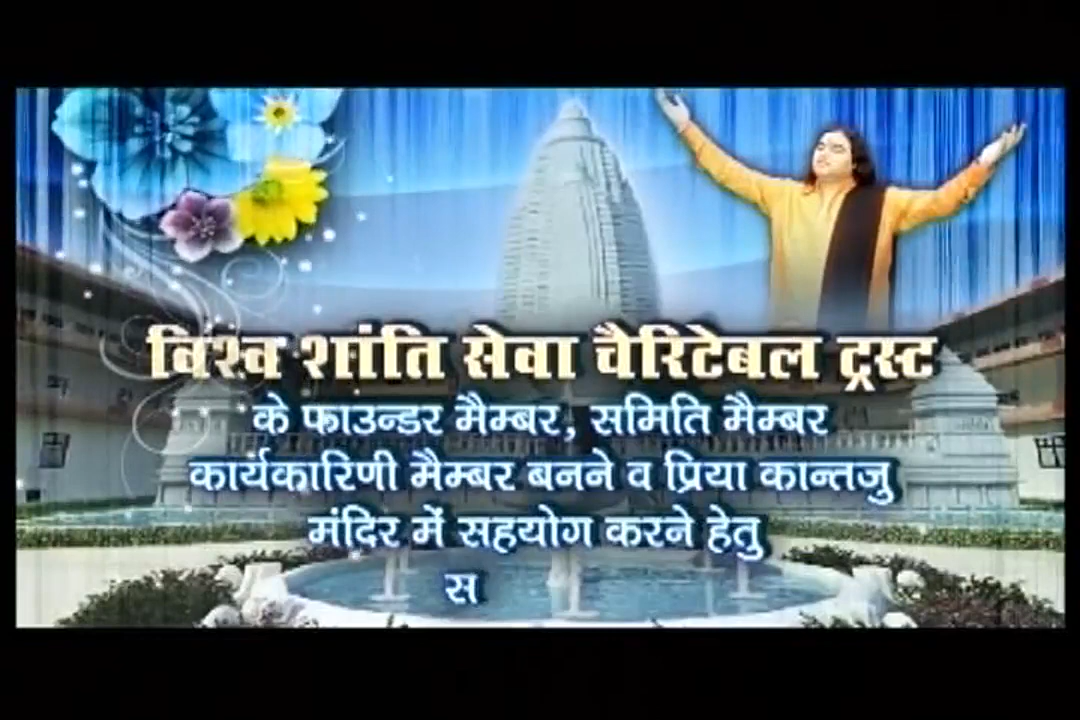 विश्व शांति सेवा चैरिटेबल ट्रस्ट
के फाउन्डर मैम्बर, समिति मैम्बर
कार्यकारिणी मैम्बर बनने व प्रिया कान्तजु
मंदिर में सहयोग करने हेतु
स